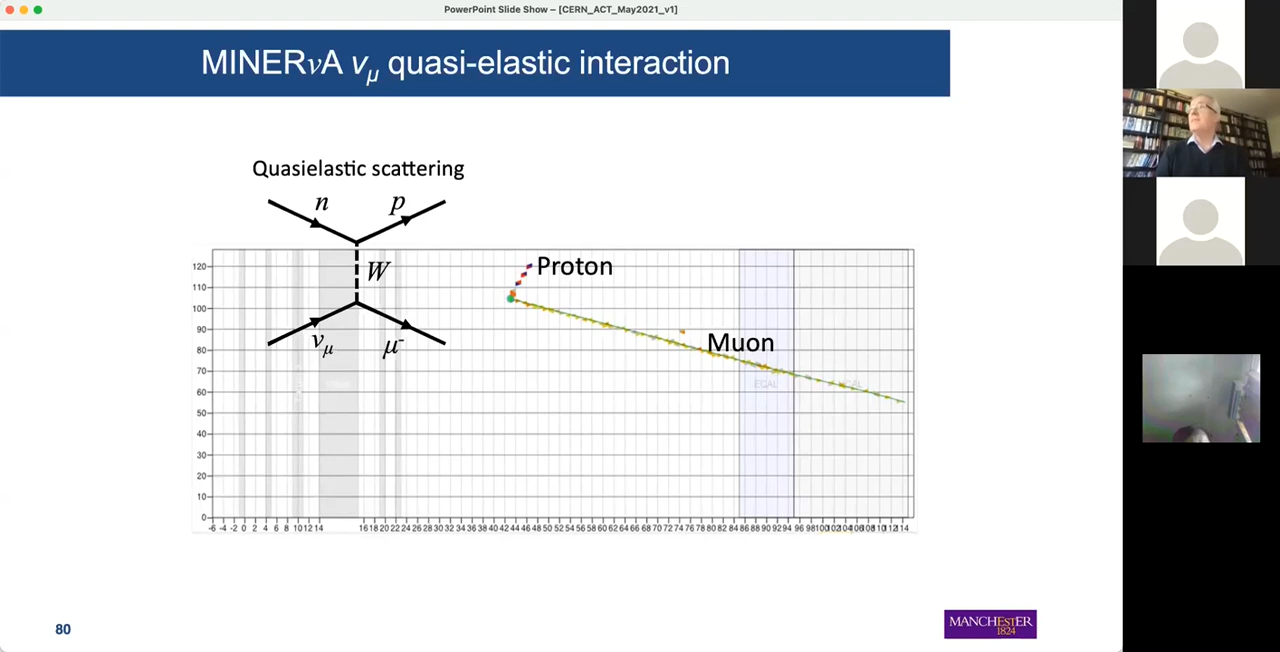 PowerPoint Slide Show – [CERN_ACT_May2021_v1]
MINERνA νμ quasi-elastic interaction
Quasielastic scattering
n p
W
νμ μ-
Proton
Muon
ECAL
120
110
100
90
80
70
60
50
40
30
20
10
0
-6 -4 -2 0 2 4 6 8 10 12 14 16 18 20 22 24 26 28 30 32 34 36 38 40 42 44 46 48 50 52 54 56 58 60 62 64 66 68 70 72 74 76 78 80 82 84 86 88 90 92 94 96 98 100 102 104 106 108 110 112 114
80
MANCHESTER
1824